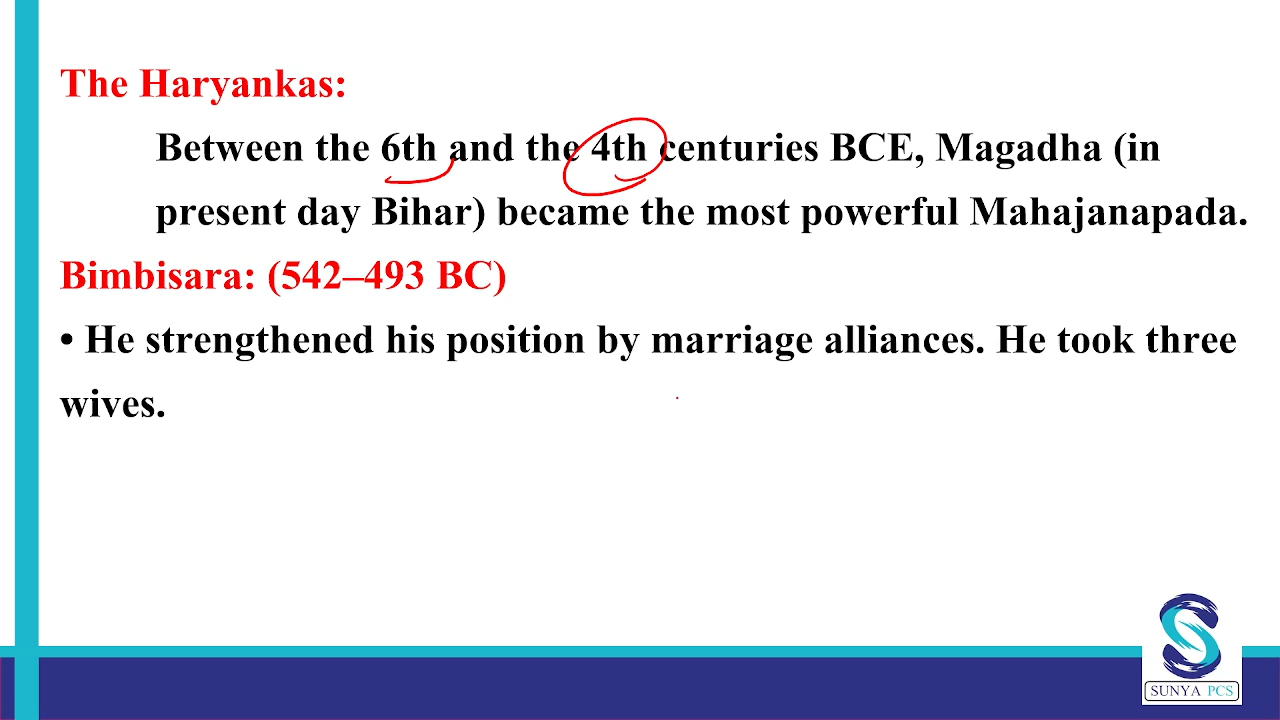 The Haryankas:
Between the 6th and the 4th centuries BCE, Magadha (in
present day Bihar) became the most powerful Mahajanapada.
Bimbisara: (542–493 BC)
• He strengthened his position by marriage alliances. He took three
wives.
SUNYA PCS